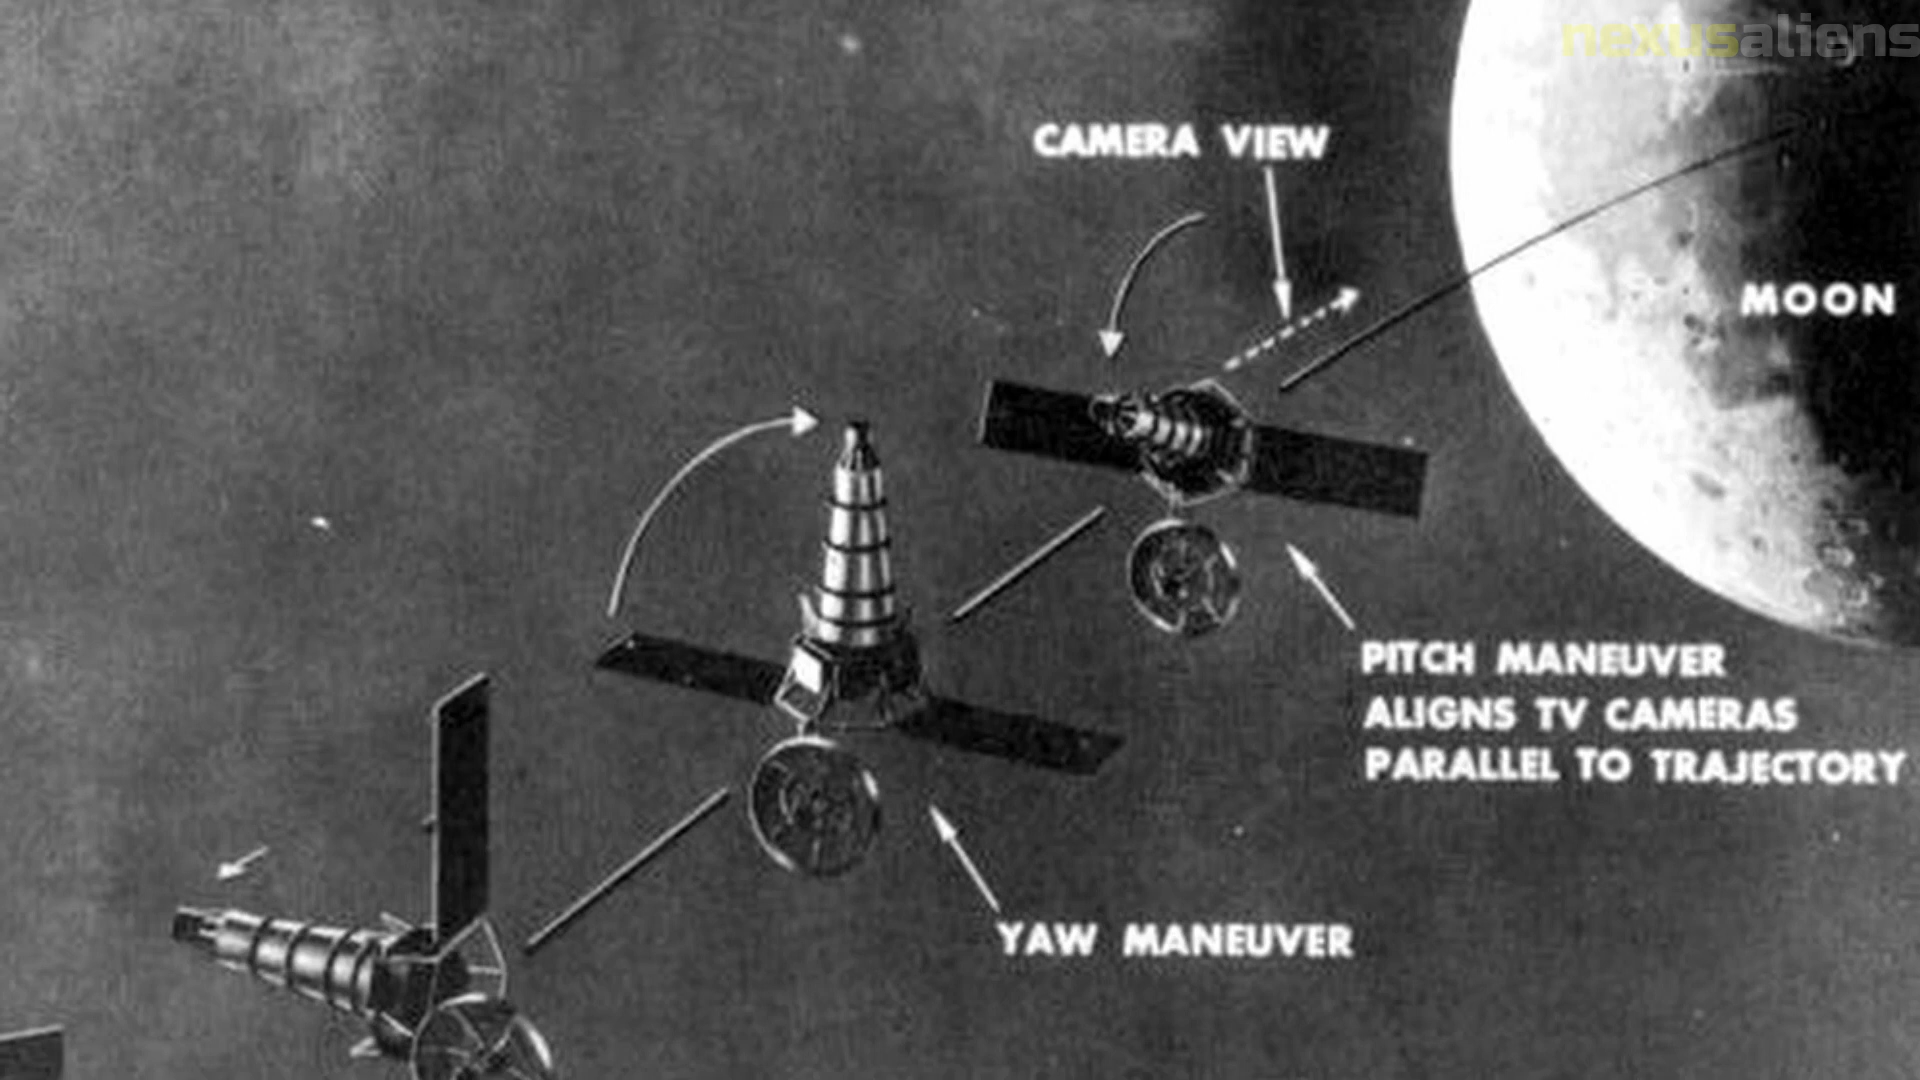 nexusaliens
CAMERA VIEW
MOON
PITCH MANEUVER
ALIGNS TV CAMERAS
PARALLEL TO TRAJECTORY
YAW MANEUVER